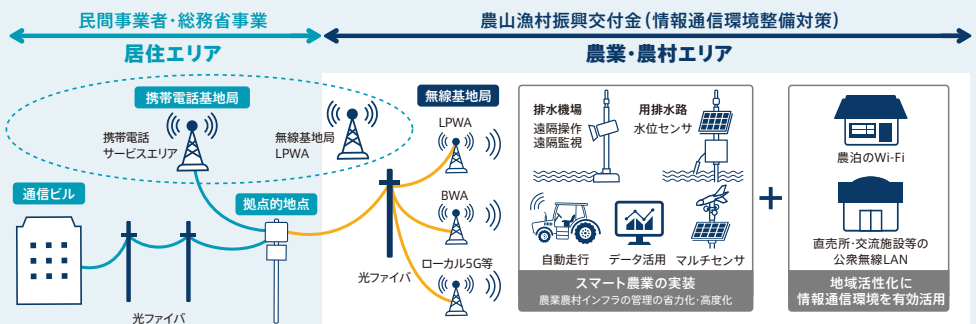 民間事業者・総務省事業
居住エリア
農山漁村振興交付金（情報通信環境整備対策）
農業・農村エリア
携帯電話基地局
携帯電話
サービスエリア
無線基地局
LPWA
通信ビル
拠点的地点
光ファイバ
無線基地局
LPWA
BWA
ローカル5G等
光ファイバ
排水機場
遠隔操作
遠隔監視
用排水路
水位センサ
自動走行
データ活用
マルチセンサ
スマート農業の実装
農業農村インフラの管理の省力化・高度化
+
農泊のWi-Fi
直売所・交流施設等の
公衆無線LAN
地域活性化に
情報通信環境を有効活用